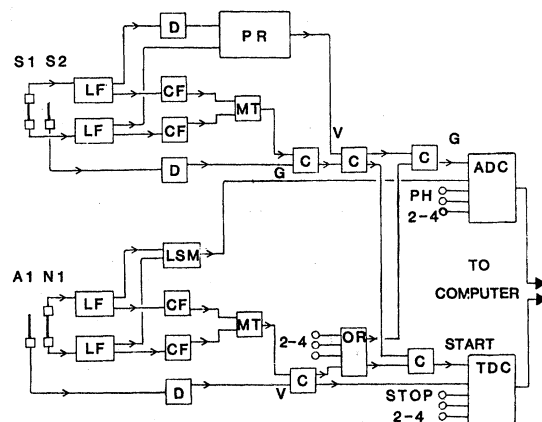 D
PR
S1 S2
LF
CF
MT
V
LF
CF
C
C
C
G
D
G
ADC
PH
2-4
LSM
TO
COMPUTER
A1 N1
LF
CF
MT
2-4
OR
START
LF
CF
C
TDC
D
V
C
STOP
2-4